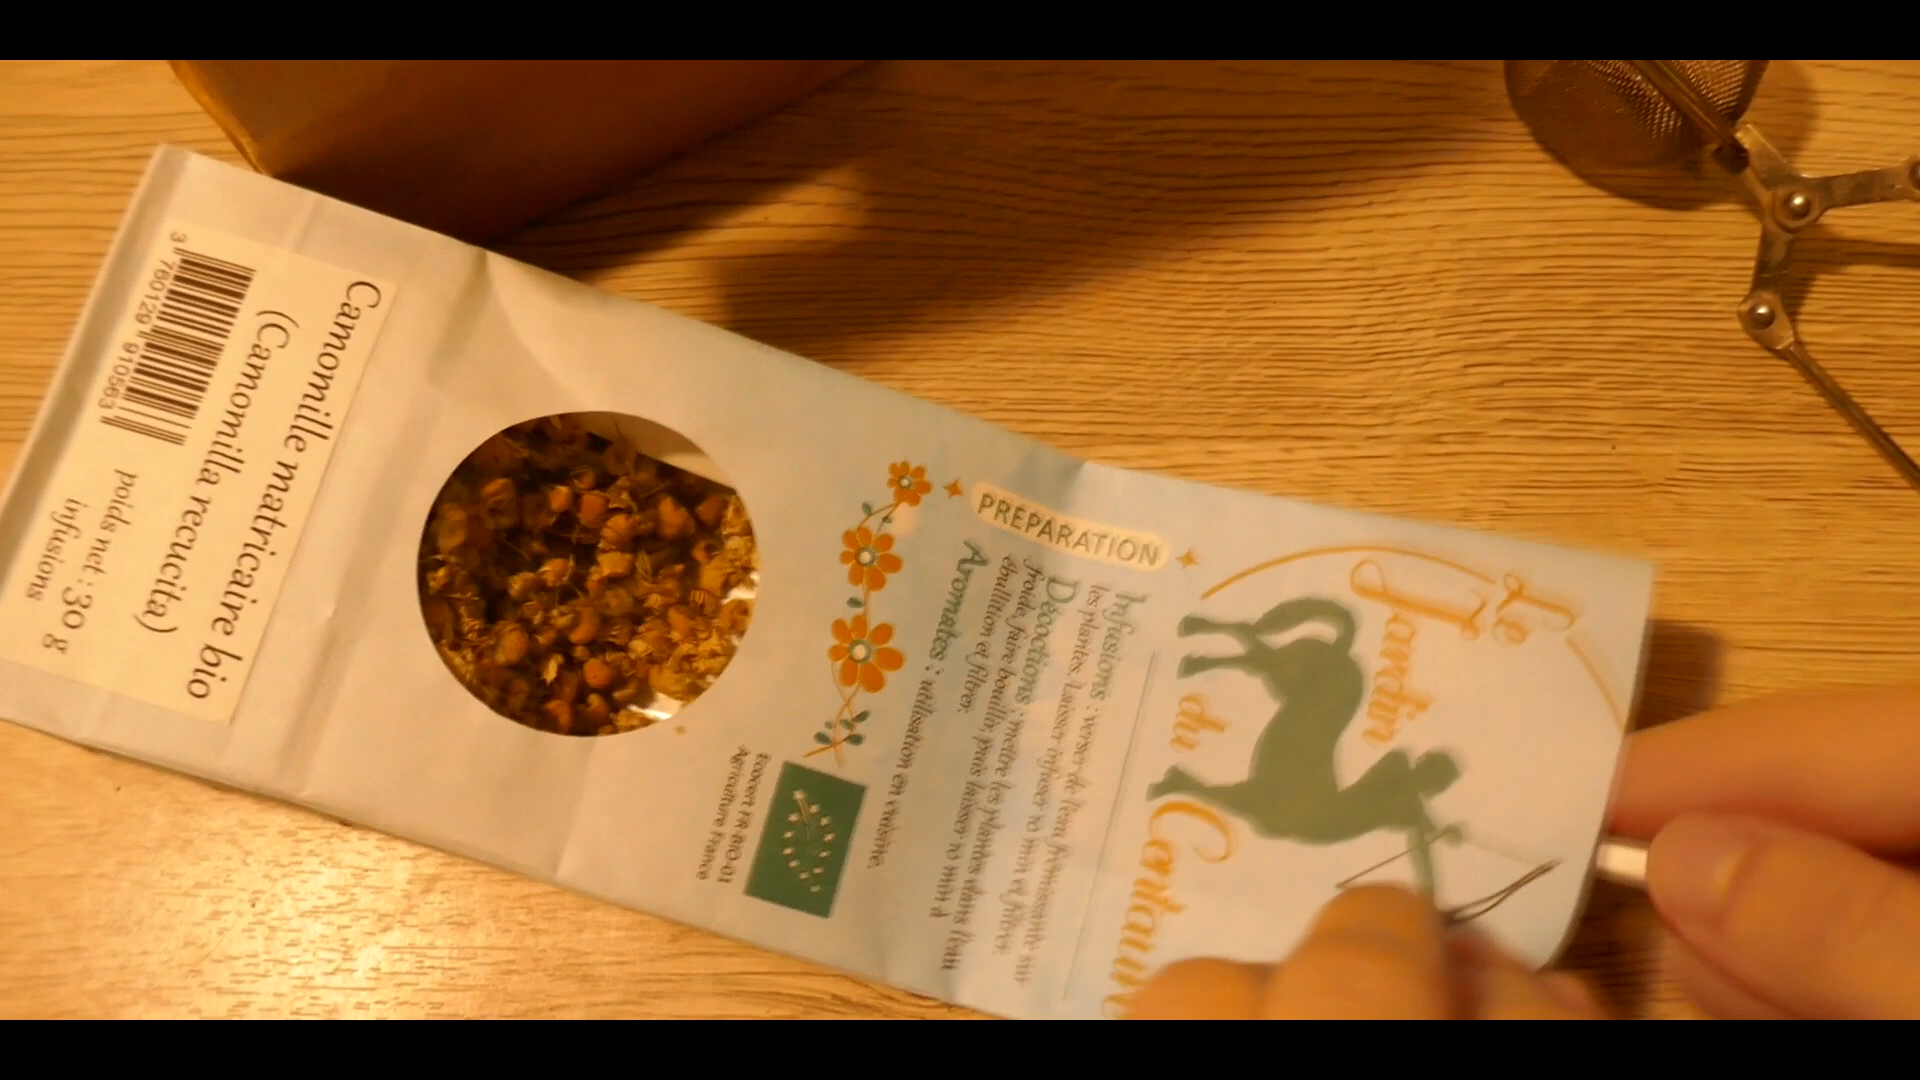 Le
Jardin
du
Centaur
PREPARATION
Infusions : verser de l'eau frémissante sur
les plantes, laisser infuser 10 min et filtrer.
Décoctions : mettre les plantes dans l'eau
froide, faire bouillir, puis laisser 10 min à
ébullition et filtrer.
Aromates : utilisation en cuisine.
Ecocert FR-BIO-01
Agriculture France
Camomille matricaire bio
(Camomilla recucita)
3 760129 910563
poids net : 30 g
infusions